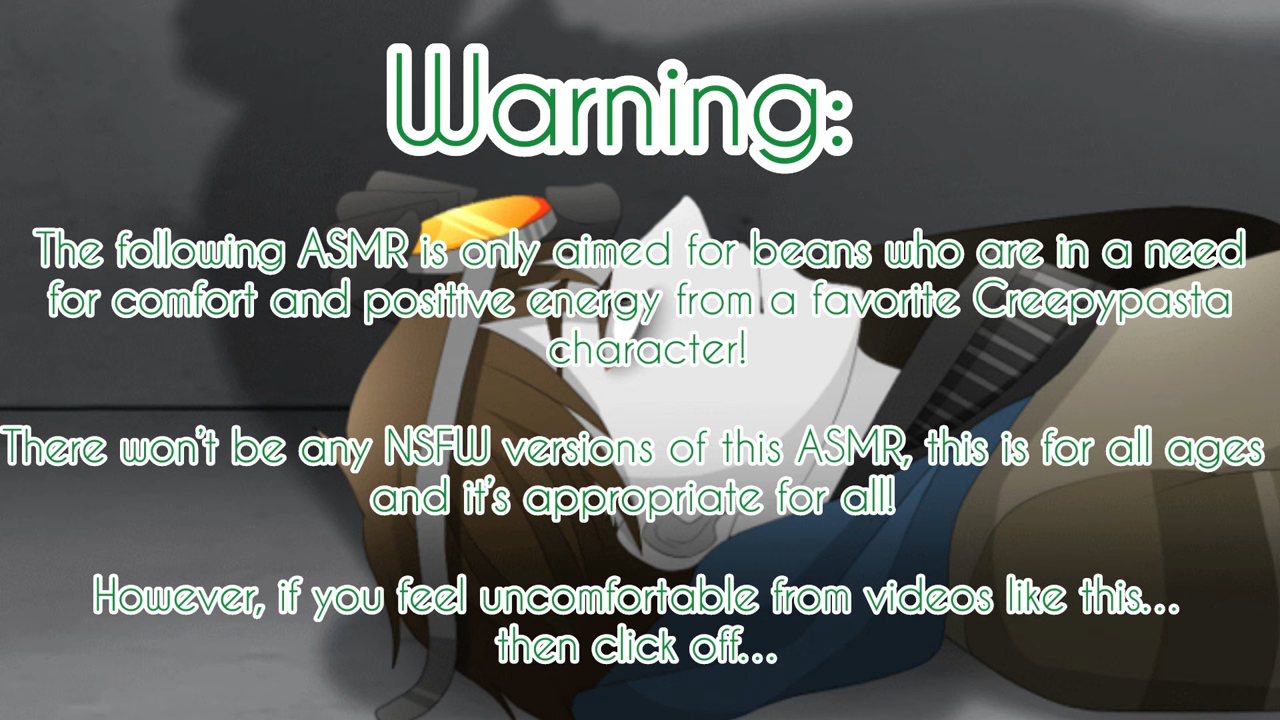 Warning:
The following ASMR is only aimed for beans who are in a need
for comfort and positive energy from a favorite Creepypasta
character!
There won't be any NSFW versions of this ASMR, this is for all ages
and it's appropriate for all!
However, if you feel uncomfortable from videos like this...
then click off...